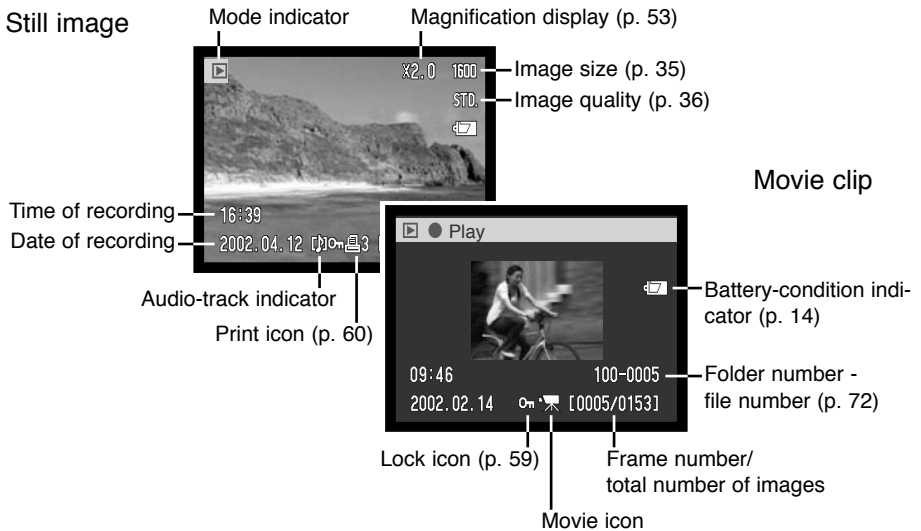 Still image
Mode indicator
Magnification display (p. 53)
X2.0 1600
Image size (p. 35)
STD.
Image quality (p. 36)
Movie clip
Time of recording
16:39
Date of recording
2002.04.12 3 [
Play
Audio-track indicator
Battery-condition indi-
cator (p. 14)
Print icon (p. 60)
09:46 100-0005
Folder number -
file number (p. 72)
2002.02.14 [0005/0153]
Lock icon (p. 59)
Frame number/
total number of images
Movie icon